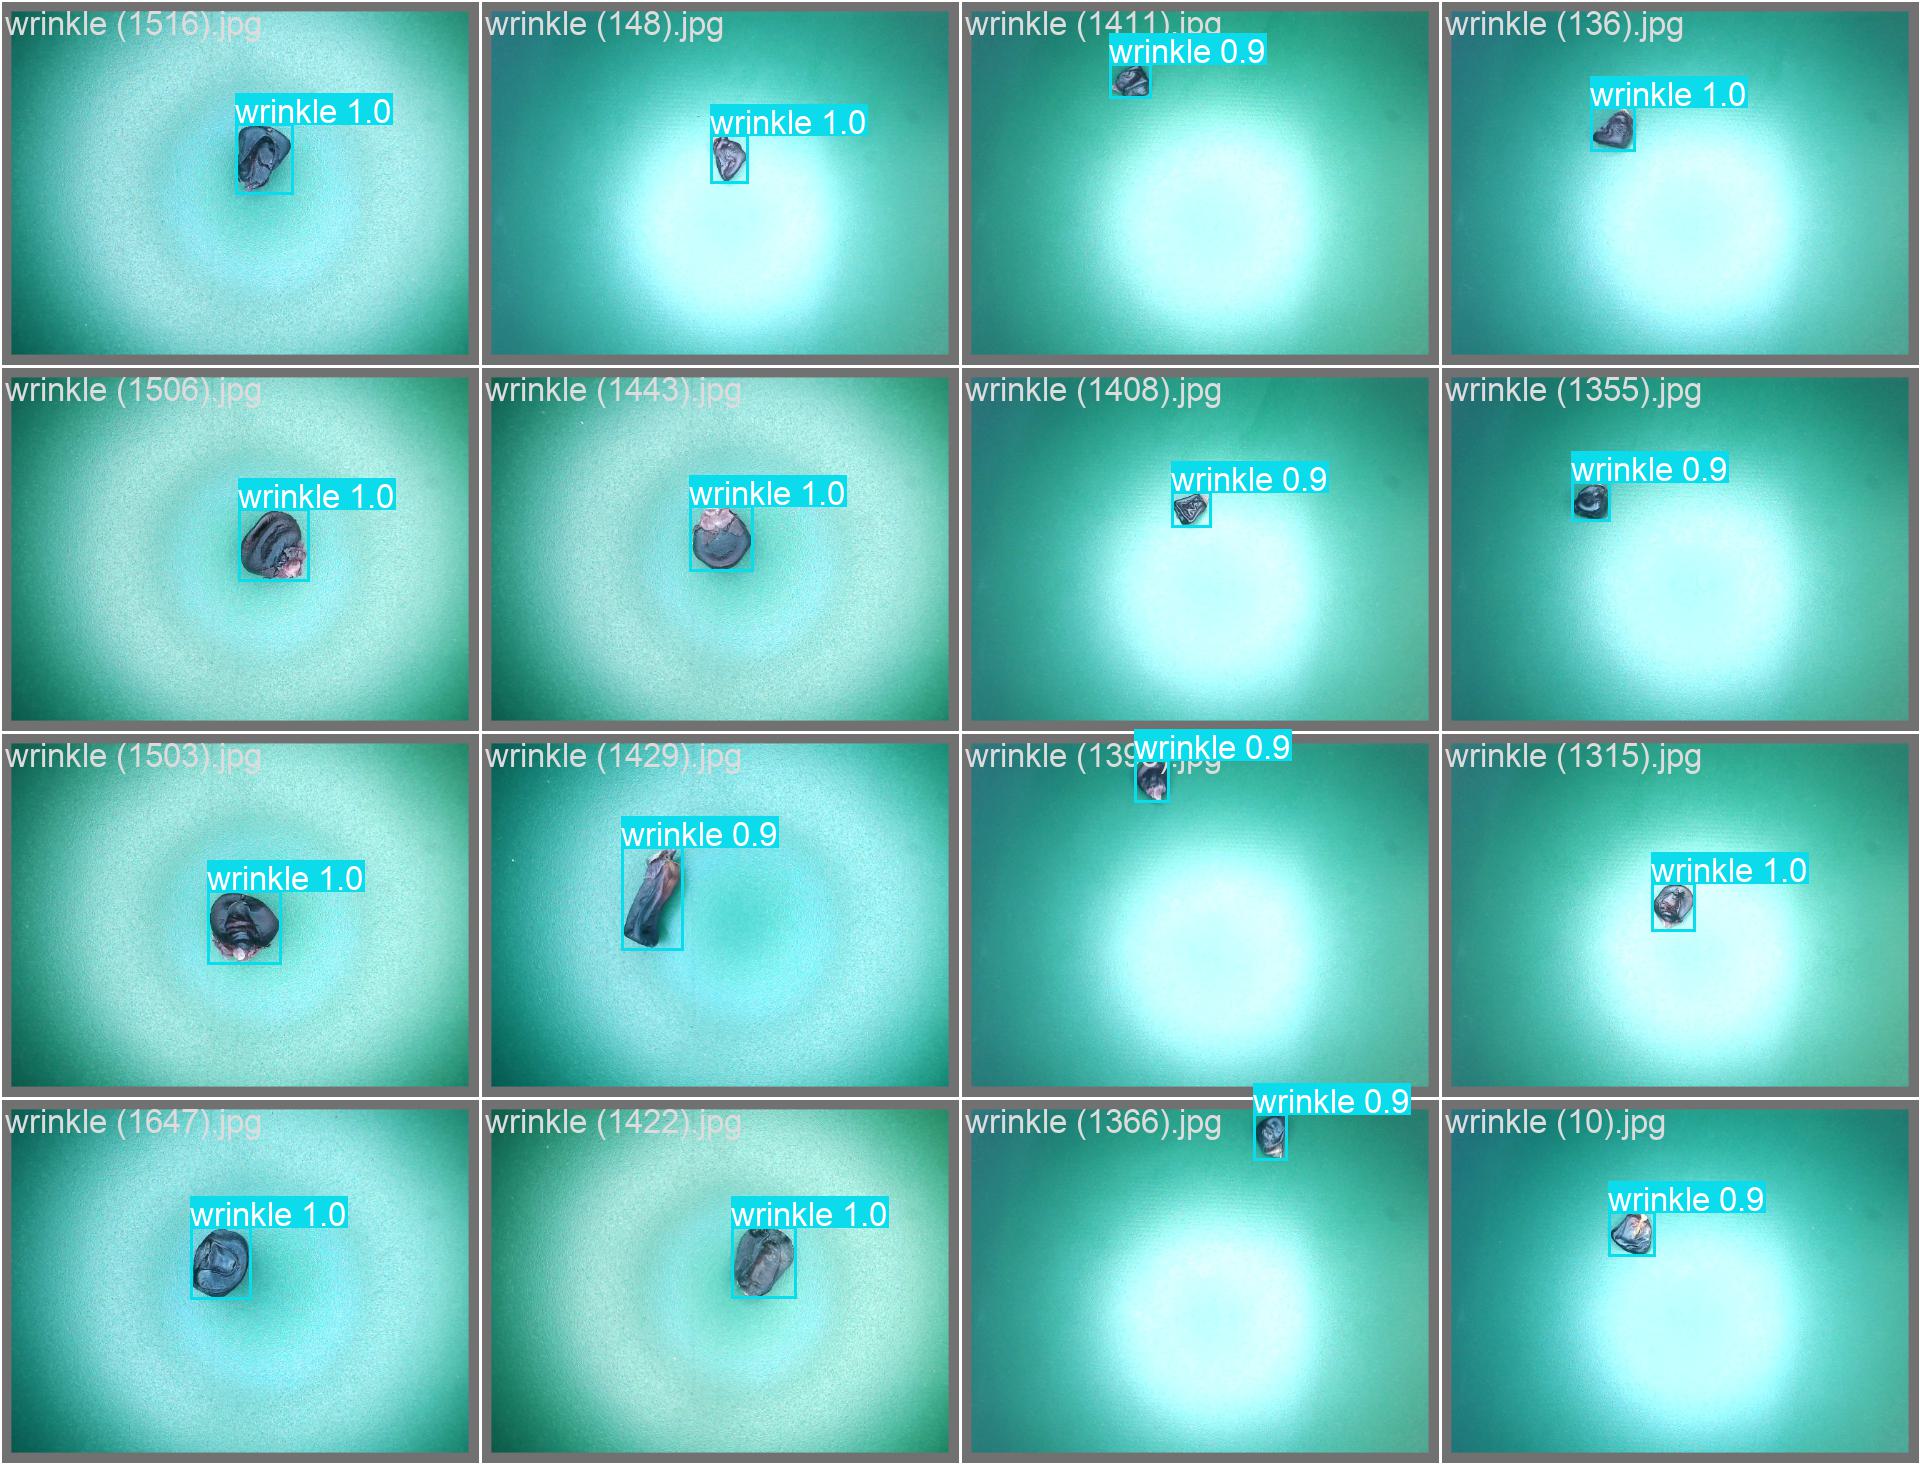 wrinkle (1516).jpg
wrinkle 1.0
wrinkle (148).jpg
wrinkle 1.0
wrinkle (1411).jpg
wrinkle 0.9
wrinkle (136).jpg
wrinkle 1.0
wrinkle (1506).jpg
wrinkle 1.0
wrinkle (1443).jpg
wrinkle 1.0
wrinkle (1408).jpg
wrinkle 0.9
wrinkle (1355).jpg
wrinkle 0.9
wrinkle (1503).jpg
wrinkle 1.0
wrinkle (1429).jpg
wrinkle 0.9
wrinkle
wrinkle 0.9
wrinkle (1315).jpg
wrinkle 1.0
wrinkle (1647).jpg
wrinkle 1.0
wrinkle (1422).jpg
wrinkle 1.0
wrinkle (1366).jpg
wrinkle 0.9
wrinkle (10).jpg
wrinkle 0.9